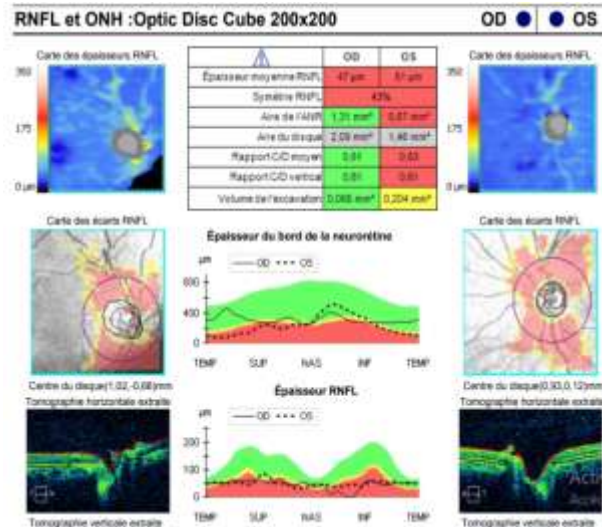 RNFL et ONH :Optic Disc Cube 200x200 OD OS
Carte des épaisseurs RNFL
350
175
0 µm
OD OS
Épaisseur moyenne RNFL 47 µm 51 µm
Symétrie RNFL 43%
Aire de l'ANR 1,31 mm² 0,87 mm²
Aire du disque 2,09 mm² 1,46 mm²
Rapport C/D moyen 0,61 0,63
Rapport C/D vertical 0,61 0,61
Volume de l'excavation 0,204 mm³
Carte des épaisseurs RNFL
350
175
0 µm
Carte des écarts RNFL
Centre du disque(1,02,-0,68)mm
Tomographie horizontale extraite
Tomographie verticale extraite
Épaisseur du bord de la neurorétine
µm OD OS
800
400
0
TEMP SUP NAS INF TEMP
Épaisseur RNFL
µm OD OS
200
100
0
TEMP SUP NAS INF TEMP
Carte des écarts RNFL
Centre du disque(0,93,0,12)mm
Tomographie horizontale extraite
Acti
Accé
Tomographie verticale extraite